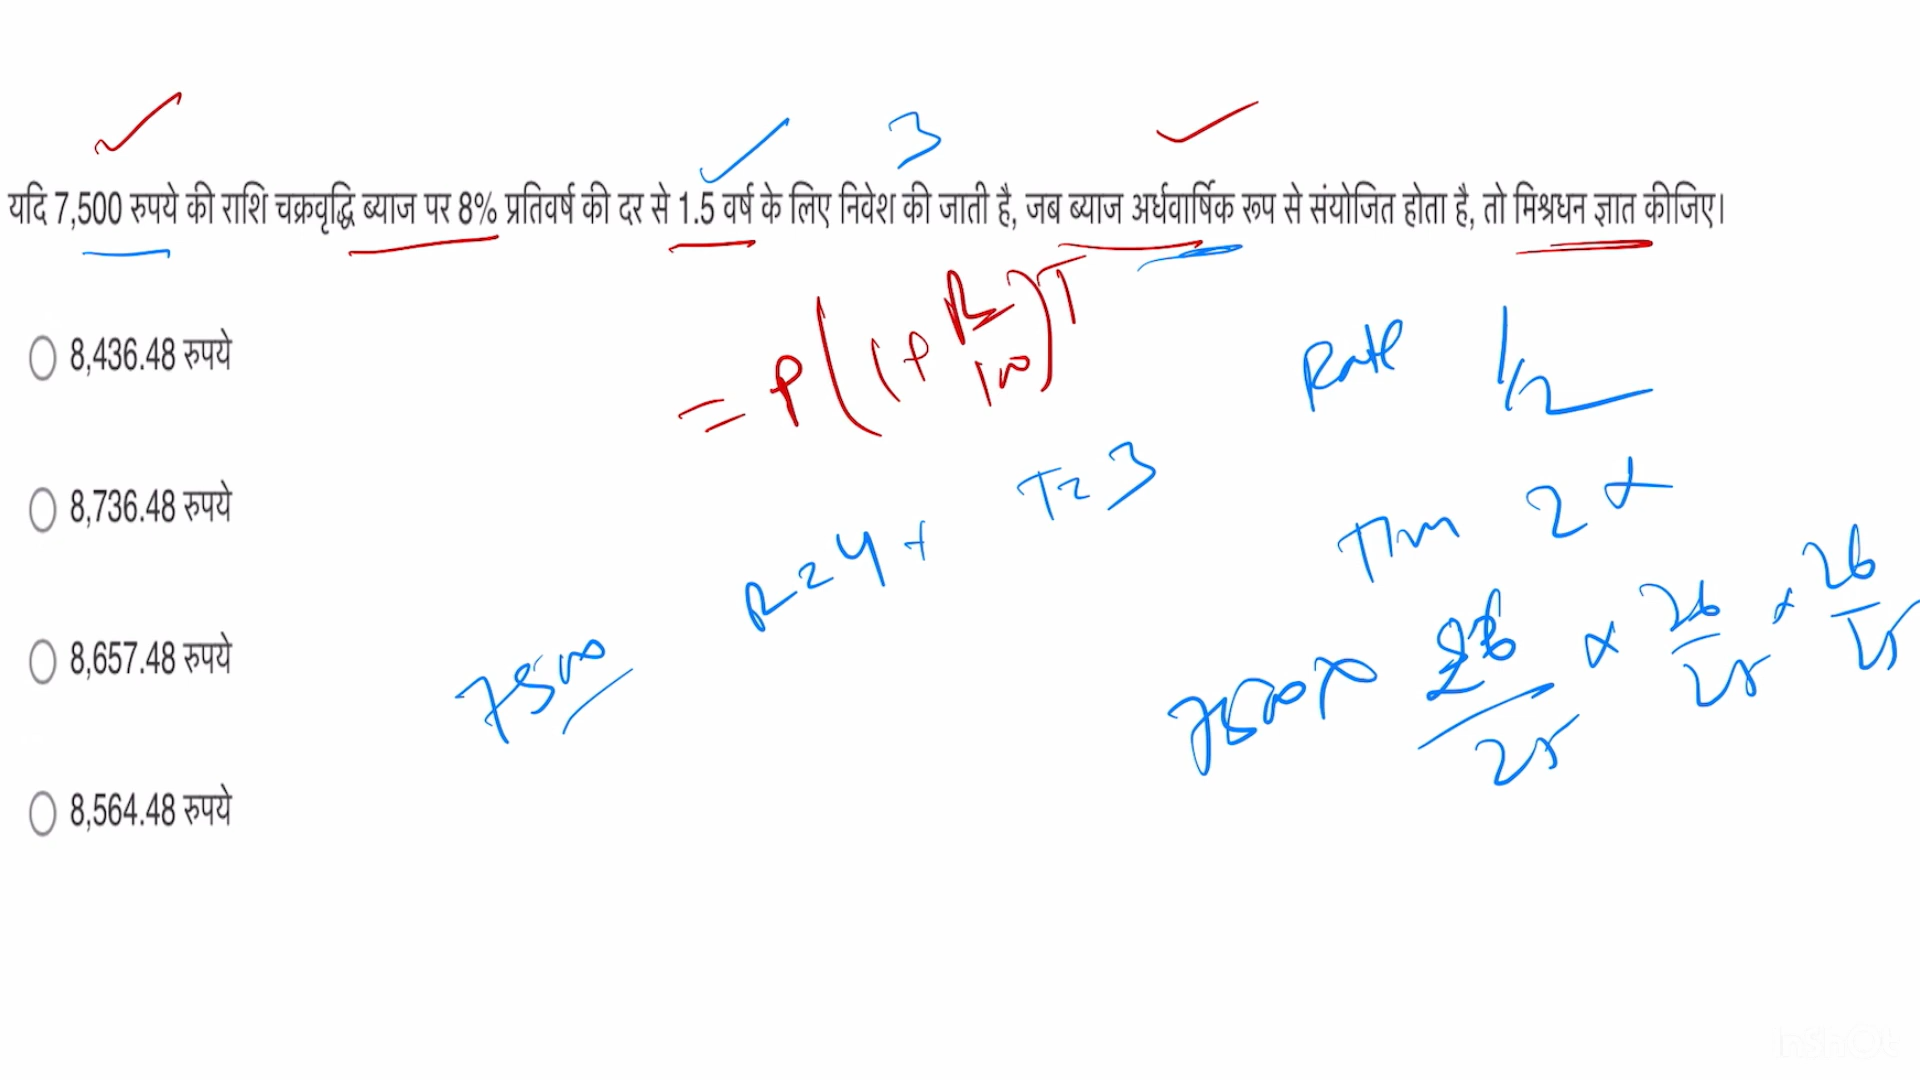 3
यदि 7,500 रुपये की राशि चक्रवृद्धि ब्याज पर 8% प्रतिवर्ष की दर से 1.5 वर्ष के लिए निवेश की जाती है, जब ब्याज अर्धवार्षिक रूप से संयोजित होता है, तो मिश्रधन ज्ञात कीजिए।
= P(1+R/100)^T
Rate 1/2
8,436.48 रुपये
T=3
8,736.48 रुपये
R=4
Tim 2x
8,657.48 रुपये
7500
7500 x 26/25 x 26/25 x 26/25
8,564.48 रुपये
InShOt